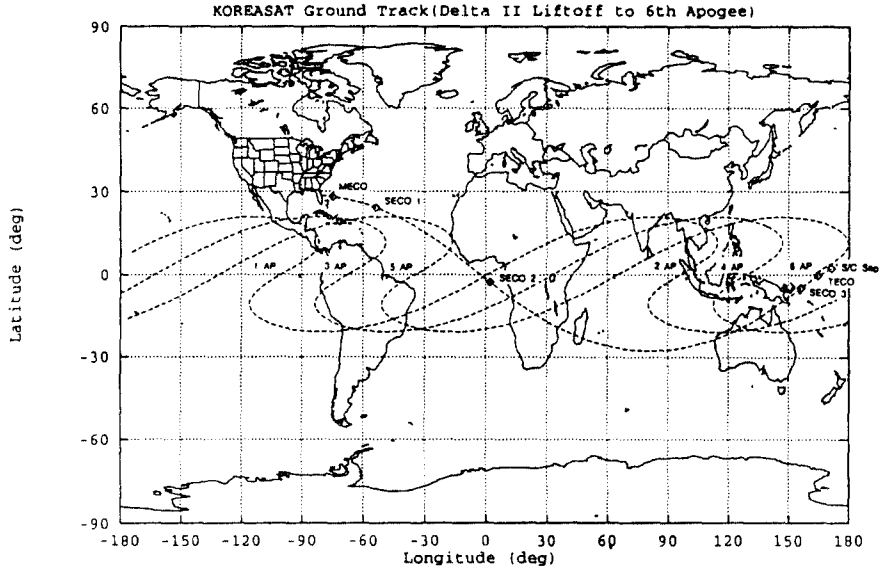 KOREASAT Ground Track(Delta II Liftoff to 6th Apogee)
90
60
30
0
-30
-60
-90
Latitude (deg)
MECO
SECO 1
1 AP
3 AP
5 AP
SECO 2
2 AP
4 AP
6 AP
S/C Sep
TECO
SECO 3
-180 -150 -120 -90 -60 -30 0 30 60 90 120 150 180
Longitude (deg)